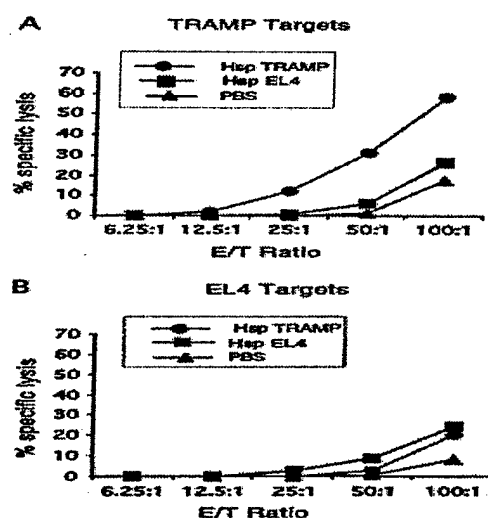 A
TRAMP Targets
Hsp TRAMP
Hsp EL4
PBS
% specific lysis
70
60
50
40
30
20
10
0
6.25:1 12.5:1 25:1 50:1 100:1
E/T Ratio
B
EL4 Targets
Hsp TRAMP
Hsp EL4
PBS
% specific lysis
70
60
50
40
30
20
10
0
6.25:1 12.5:1 25:1 50:1 100:1
E/T Ratio